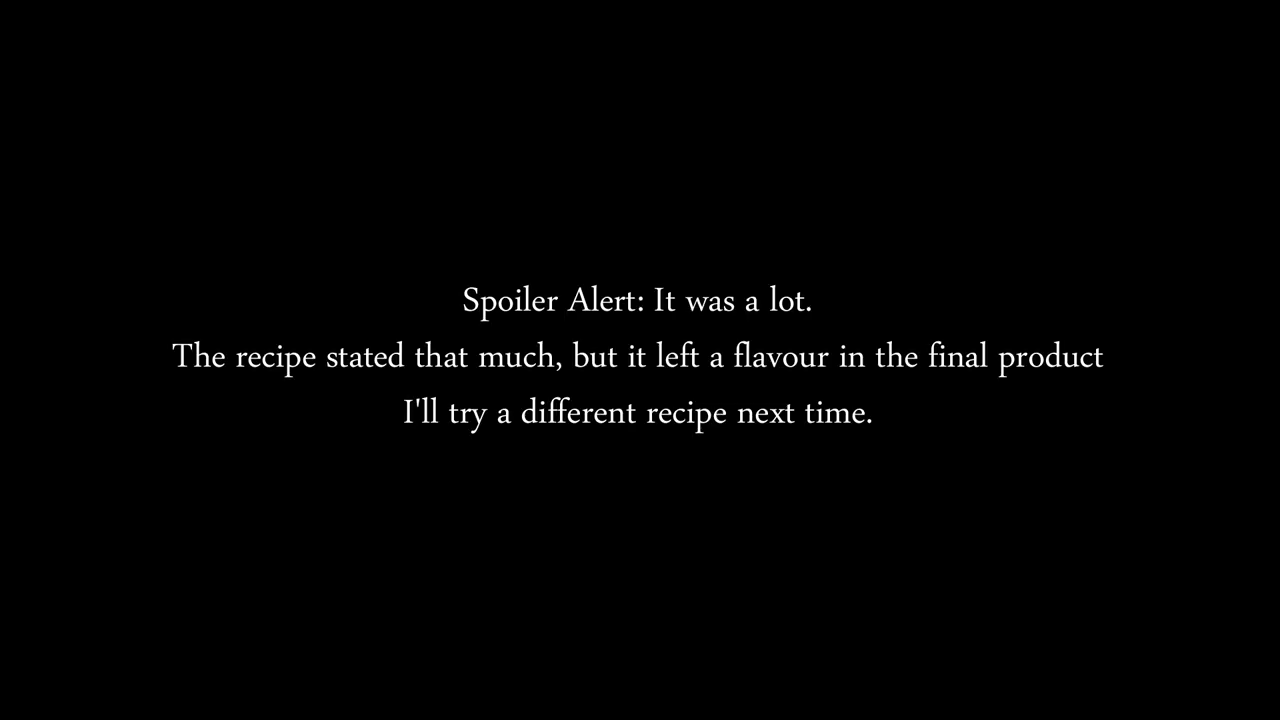 Spoiler Alert: It was a lot.
The recipe stated that much, but it left a flavour in the final product
I'll try a different recipe next time.